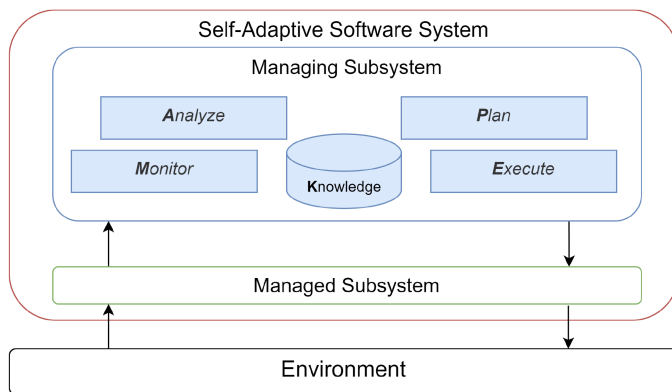 Self-Adaptive Software System
Managing Subsystem
Analyze
Plan
Monitor
Knowledge
Execute
Managed Subsystem
Environment